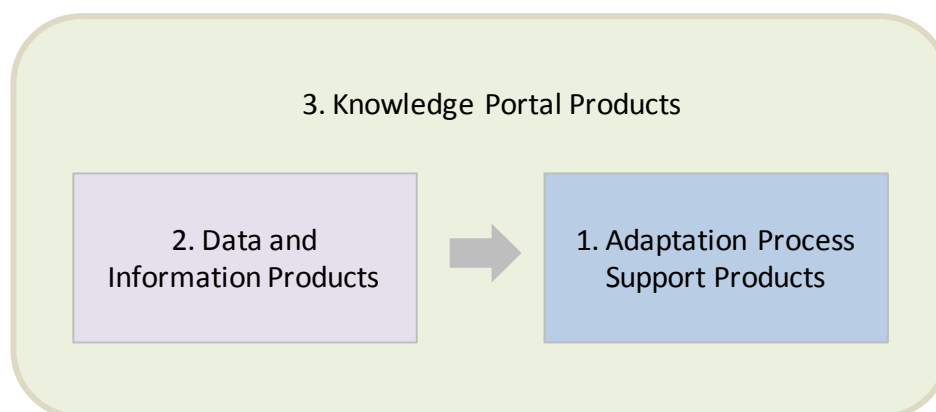 3. Knowledge Portal Products
2. Data and
Information Products
1. Adaptation Process
Support Products